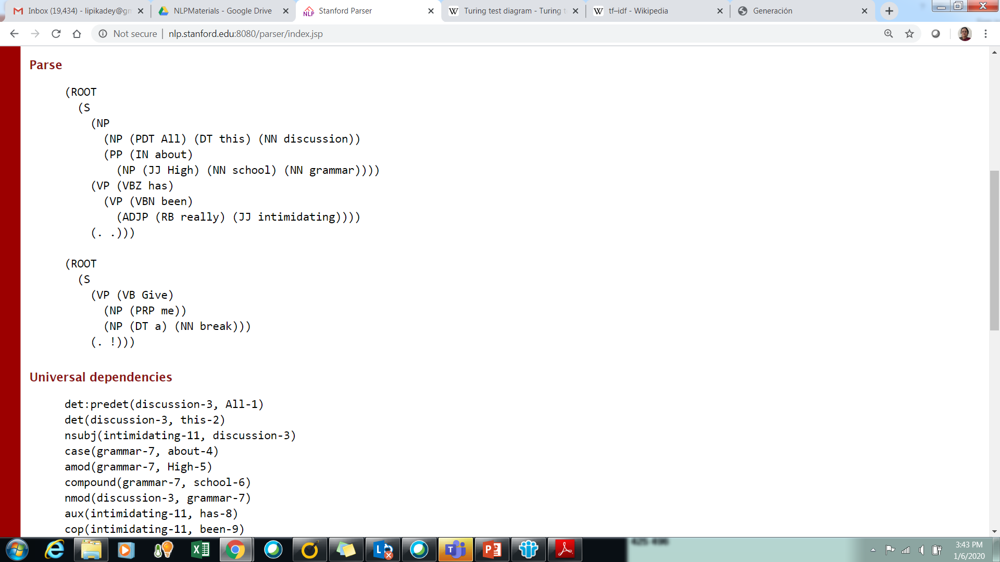 Inbox (19,434) - lipikadey@gm
NLPMaterials - Google Drive
NLP Stanford Parser
W Turing test diagram - Turing t
W tf–idf - Wikipedia
Generación
Not secure | nlp.stanford.edu:8080/parser/index.jsp
Parse
(ROOT
(S
(NP
(NP (PDT All) (DT this) (NN discussion))
(PP (IN about)
(NP (JJ High) (NN school) (NN grammar))))
(VP (VBZ has)
(VP (VBN been)
(ADJP (RB really) (JJ intimidating))))
(. .)))
(ROOT
(S
(VP (VB Give)
(NP (PRP me))
(NP (DT a) (NN break)))
(. !)))
Universal dependencies
det:predet(discussion-3, All-1)
det(discussion-3, this-2)
nsubj(intimidating-11, discussion-3)
case(grammar-7, about-4)
amod(grammar-7, High-5)
compound(grammar-7, school-6)
nmod(discussion-3, grammar-7)
aux(intimidating-11, has-8)
cop(intimidating-11, been-9)
3:43 PM
1/6/2020